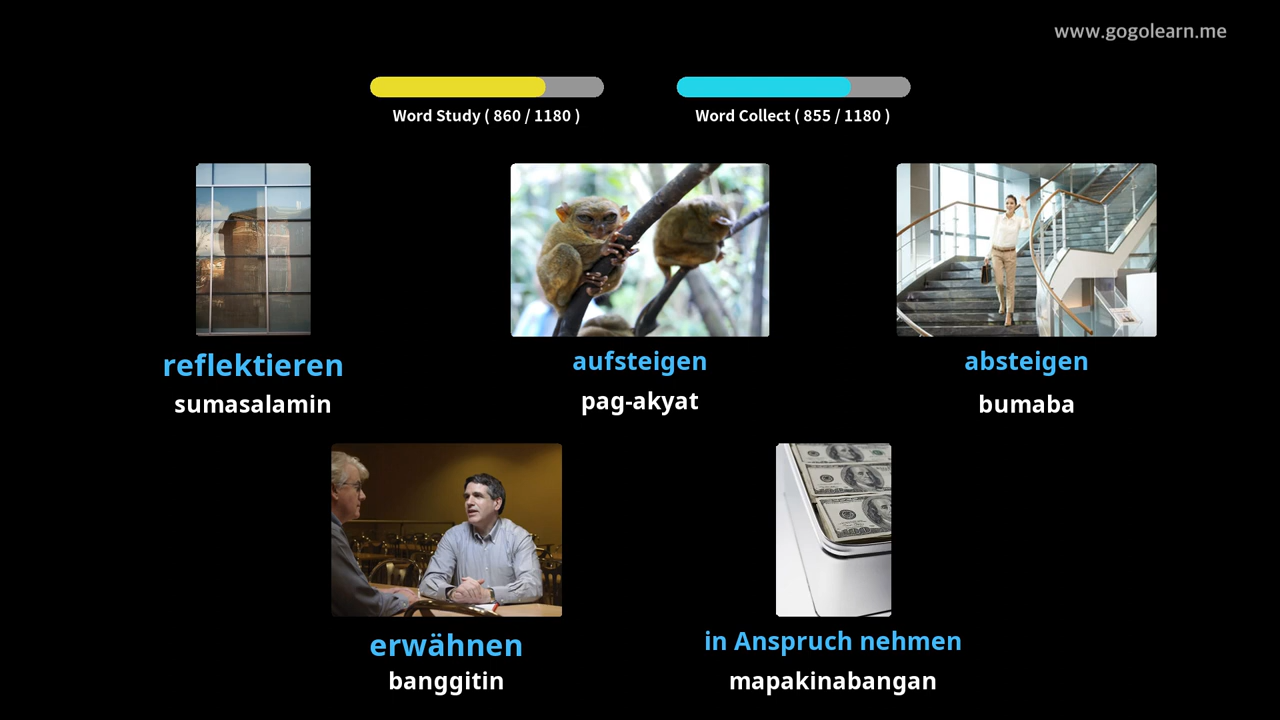 www.gogolearn.me
Word Study ( 860 / 1180 )
Word Collect ( 855 / 1180 )
reflektieren
sumasalamin
aufsteigen
pag-akyat
absteigen
bumaba
erwähnen
banggitin
in Anspruch nehmen
mapakinabangan